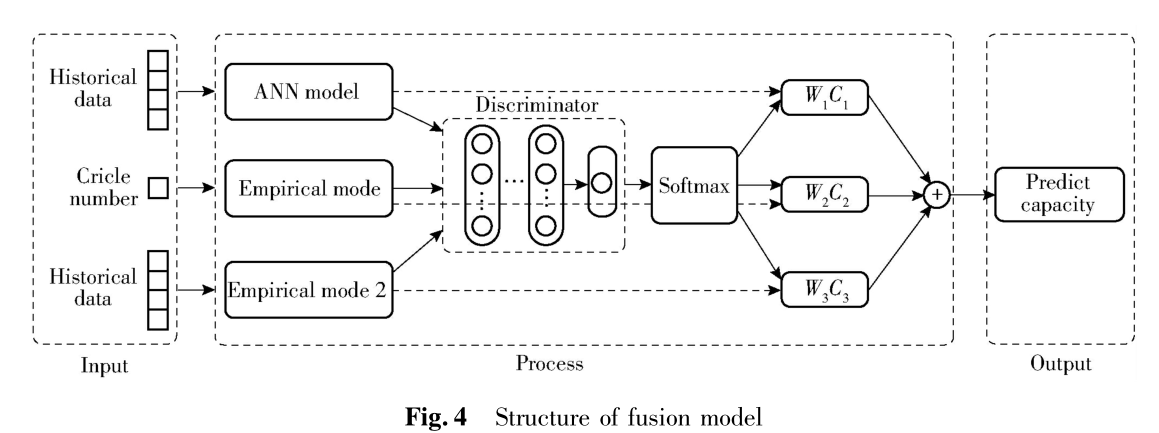 Historical
data
Cricle
number
Historical
data
Input
ANN model
Empirical mode
Empirical mode 2
Discriminator
...
Softmax
W₁C₁
W₂C₂
W₃C₃
+
Process
Predict
capacity
Output
Fig. 4 Structure of fusion model